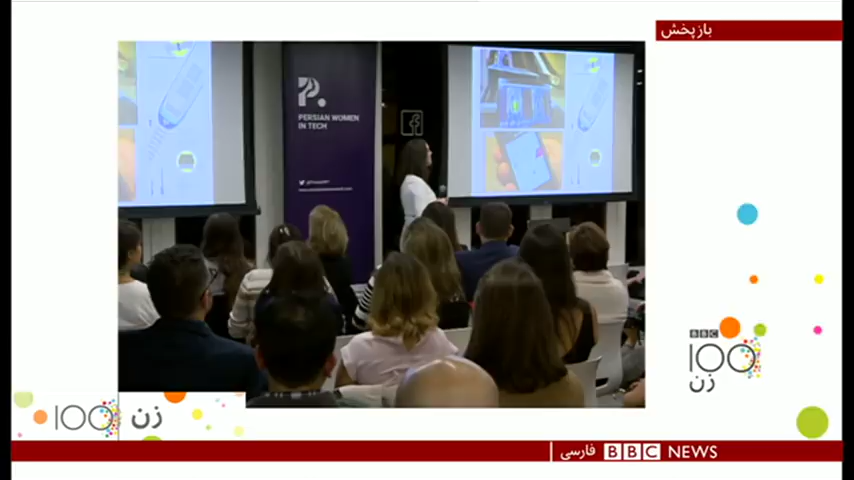 بازپخش
P.
PERSIAN WOMEN
IN TECH
BBC
100
زن
100 زن
BBC NEWS فارسی